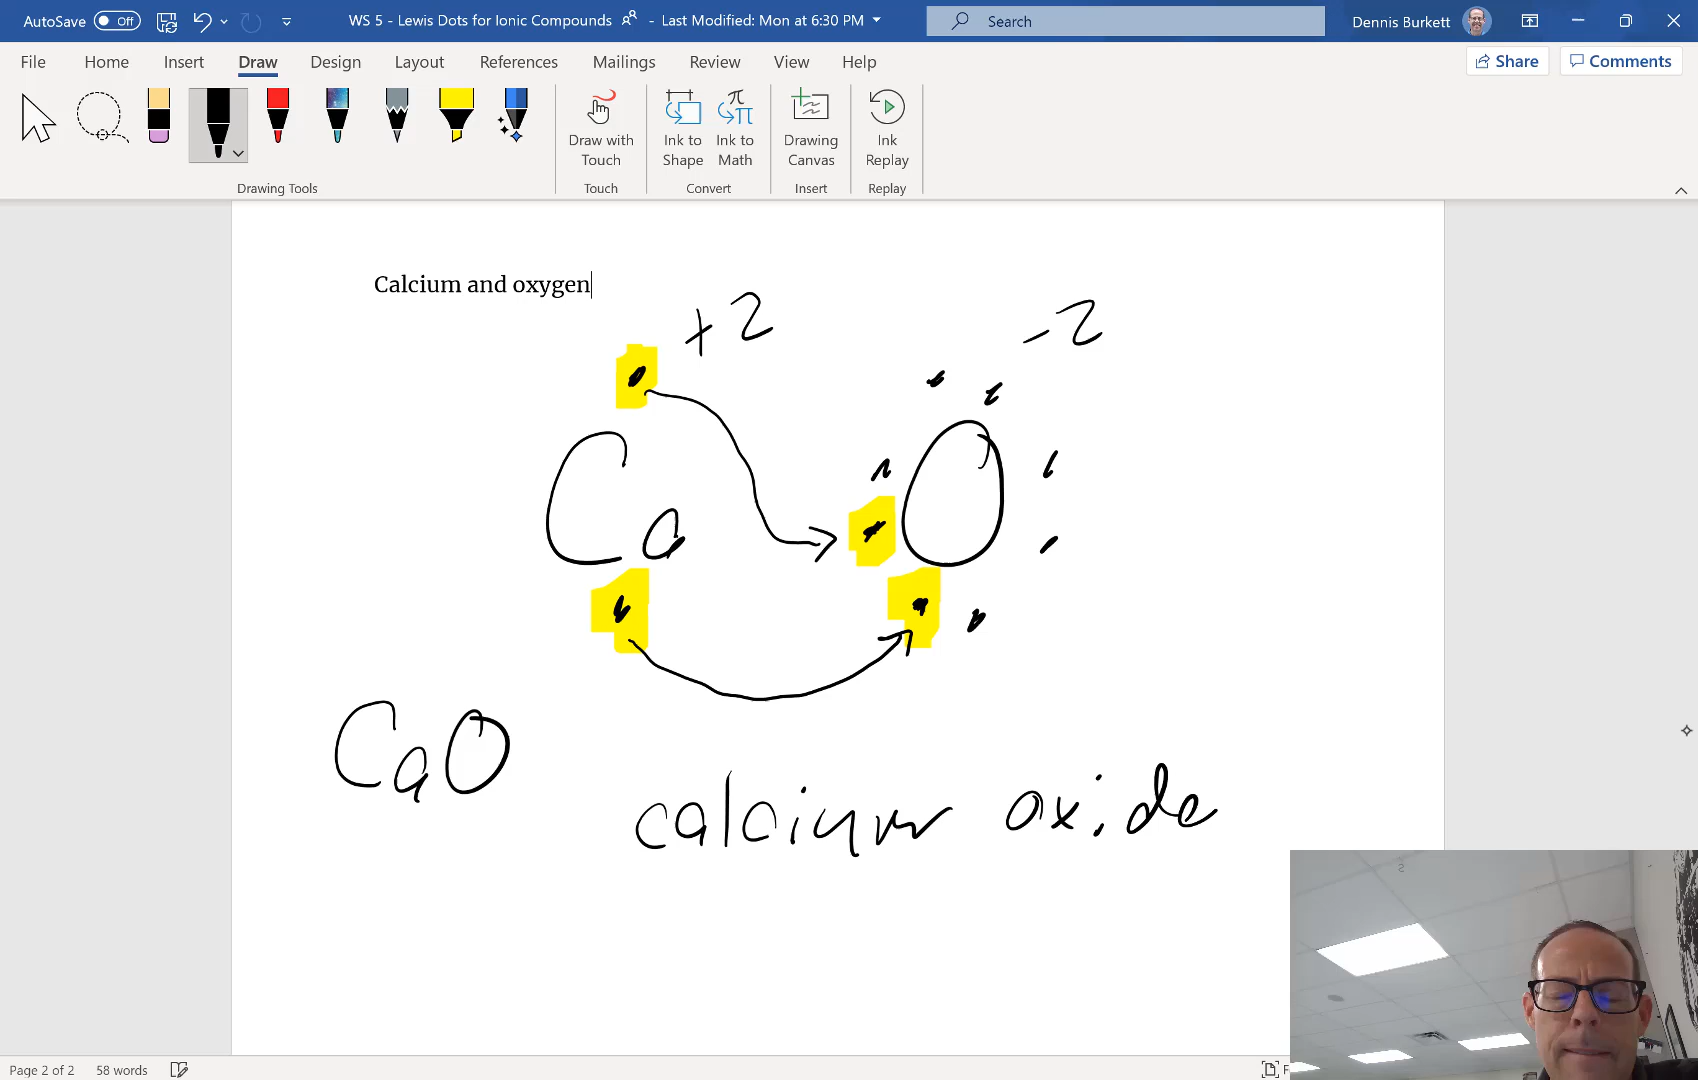 AutoSave Off WS 5 - Lewis Dots for Ionic Compounds - Last Modified: Mon at 6:30 PM Search Dennis Burkett
File Home Insert Draw Design Layout References Mailings Review View Help Share Comments
Draw with Touch
Ink to Shape
Ink to Math
Drawing Canvas
Ink Replay
Drawing Tools Touch Convert Insert Replay
Calcium and oxygen
+2 -2
Ca O
CaO
calcium oxide
Page 2 of 2 58 words